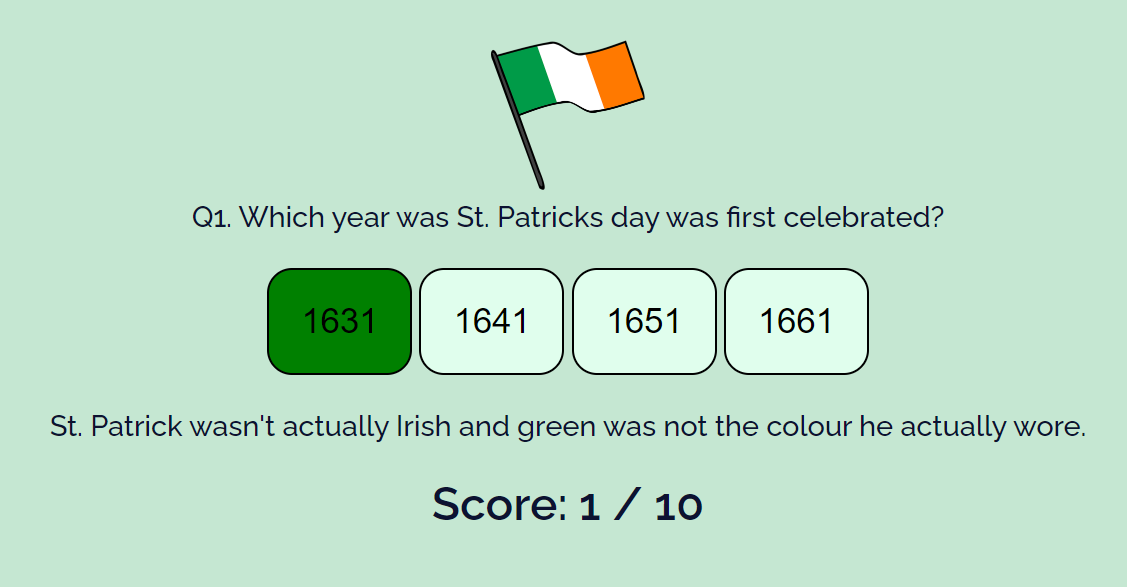 Q1. Which year was St. Patricks day was first celebrated?
1631 1641 1651 1661
St. Patrick wasn't actually Irish and green was not the colour he actually wore.
Score: 1 / 10